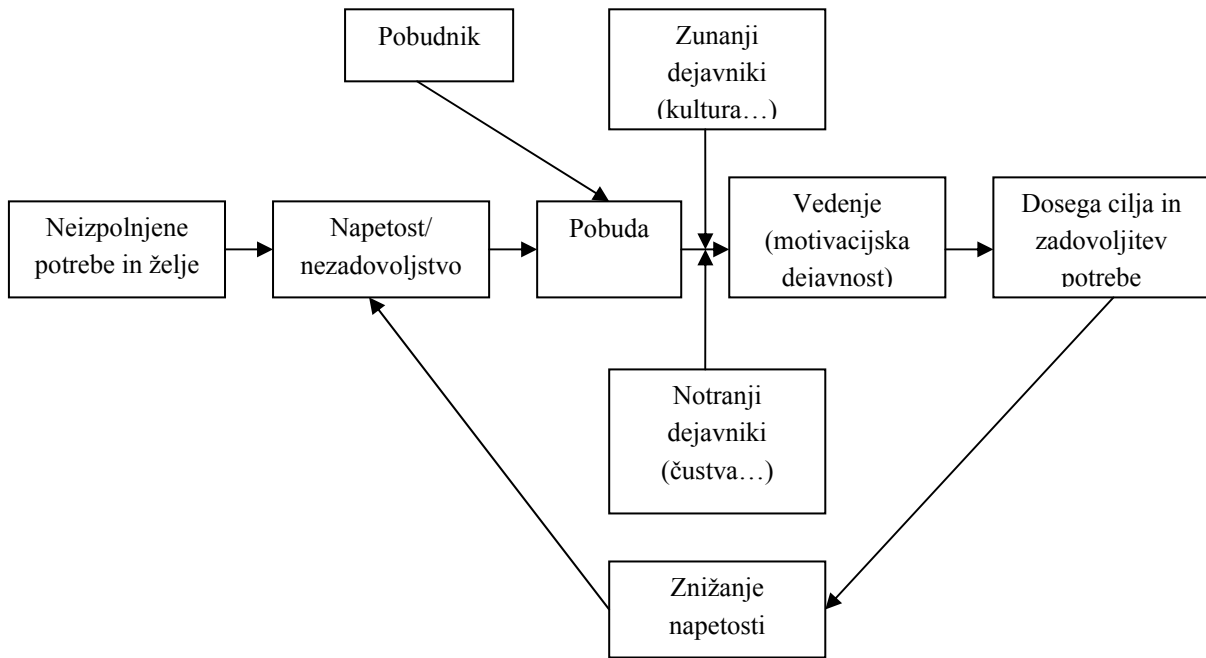 Pobudnik
Zunanji
dejavniki
(kultura…)
Neizpolnjene
potrebe in želje
Napetost/
nezadovoljstvo
Pobuda
Vedenje
(motivacijska
dejavnost)
Dosega cilja in
zadovoljitev
potrebe
Notranji
dejavniki
(čustva…)
Znižanje
napetosti